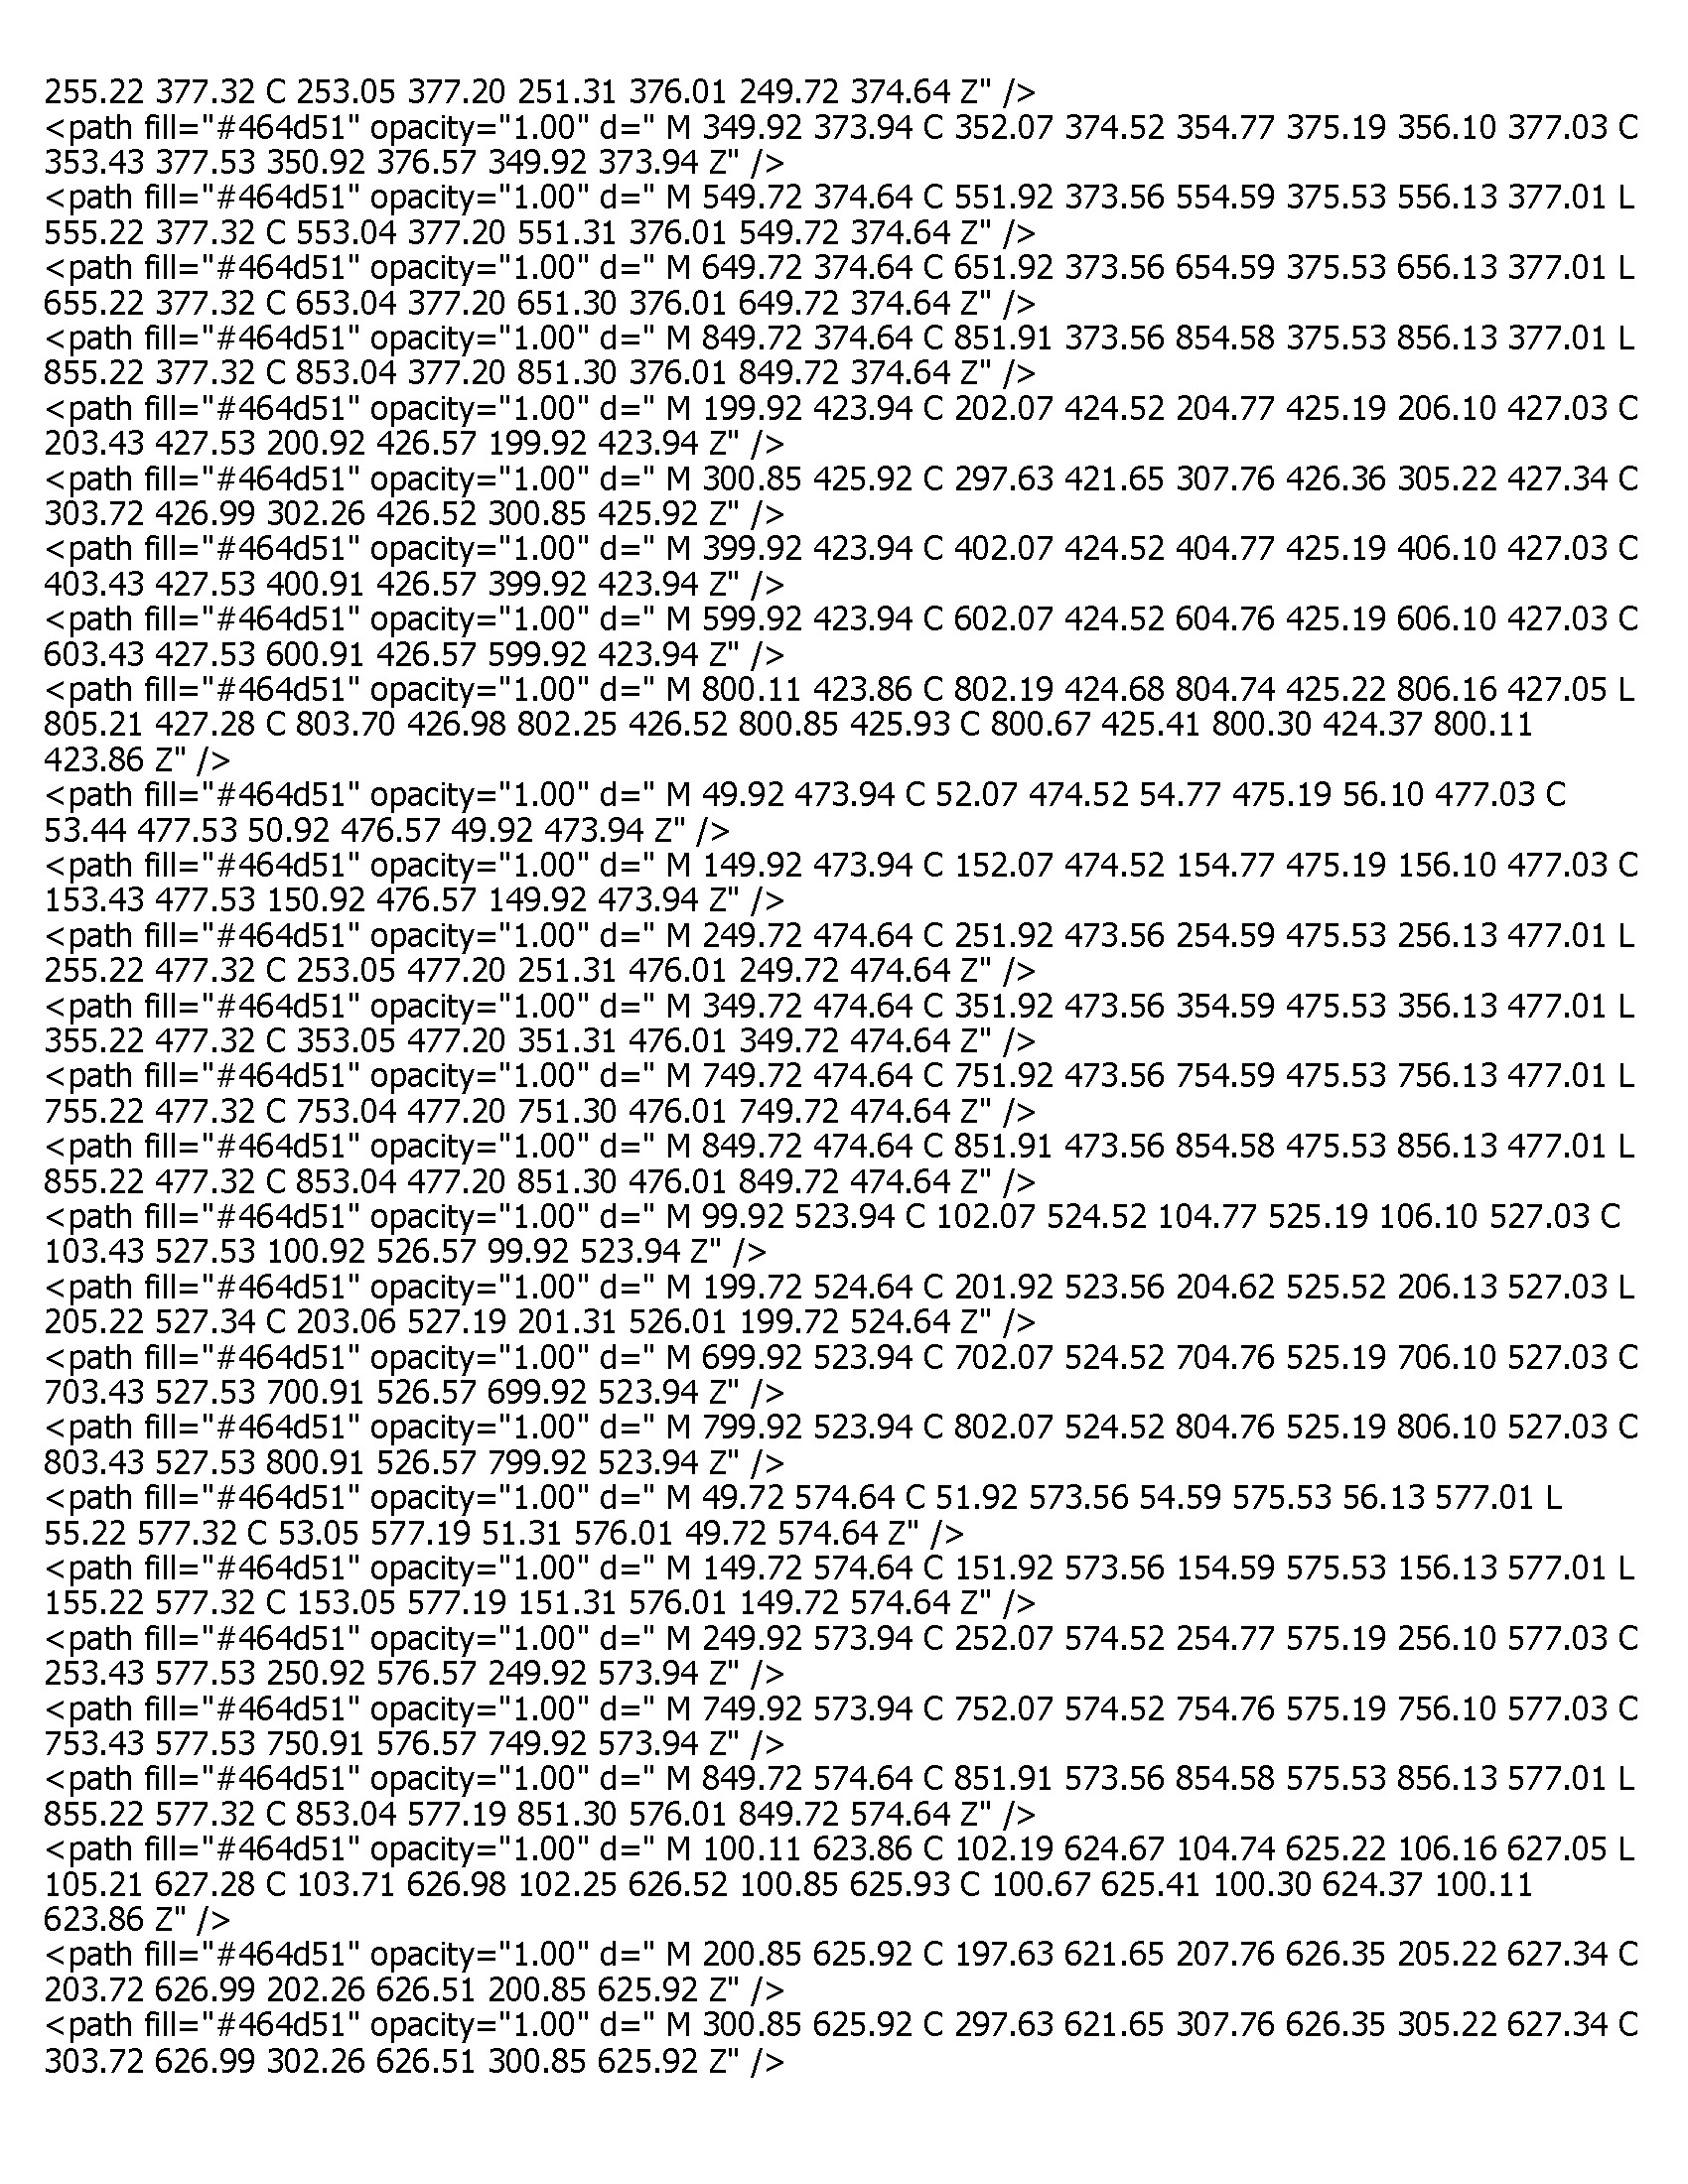 255.22 377.32 C 253.05 377.20 251.31 376.01 249.72 374.64 Z" />
<path fill="#464d51" opacity="1.00" d=" M 349.92 373.94 C 352.07 374.52 354.77 375.19 356.10 377.03 C
353.43 377.53 350.92 376.57 349.92 373.94 Z" />
<path fill="#464d51" opacity="1.00" d=" M 549.72 374.64 C 551.92 373.56 554.59 375.53 556.13 377.01 L
555.22 377.32 C 553.04 377.20 551.31 376.01 549.72 374.64 Z" />
<path fill="#464d51" opacity="1.00" d=" M 649.72 374.64 C 651.92 373.56 654.59 375.53 656.13 377.01 L
655.22 377.32 C 653.04 377.20 651.30 376.01 649.72 374.64 Z" />
<path fill="#464d51" opacity="1.00" d=" M 849.72 374.64 C 851.91 373.56 854.58 375.53 856.13 377.01 L
855.22 377.32 C 853.04 377.20 851.30 376.01 849.72 374.64 Z" />
<path fill="#464d51" opacity="1.00" d=" M 199.92 423.94 C 202.07 424.52 204.77 425.19 206.10 427.03 C
203.43 427.53 200.92 426.57 199.92 423.94 Z" />
<path fill="#464d51" opacity="1.00" d=" M 300.85 425.92 C 297.63 421.65 307.76 426.36 305.22 427.34 C
303.72 426.99 302.26 426.52 300.85 425.92 Z" />
<path fill="#464d51" opacity="1.00" d=" M 399.92 423.94 C 402.07 424.52 404.77 425.19 406.10 427.03 C
403.43 427.53 400.91 426.57 399.92 423.94 Z" />
<path fill="#464d51" opacity="1.00" d=" M 599.92 423.94 C 602.07 424.52 604.76 425.19 606.10 427.03 C
603.43 427.53 600.91 426.57 599.92 423.94 Z" />
<path fill="#464d51" opacity="1.00" d=" M 800.11 423.86 C 802.19 424.68 804.74 425.22 806.16 427.05 L
805.21 427.28 C 803.70 426.98 802.25 426.52 800.85 425.93 C 800.67 425.41 800.30 424.37 800.11
423.86 Z" />
<path fill="#464d51" opacity="1.00" d=" M 49.92 473.94 C 52.07 474.52 54.77 475.19 56.10 477.03 C
53.44 477.53 50.92 476.57 49.92 473.94 Z" />
<path fill="#464d51" opacity="1.00" d=" M 149.92 473.94 C 152.07 474.52 154.77 475.19 156.10 477.03 C
153.43 477.53 150.92 476.57 149.92 473.94 Z" />
<path fill="#464d51" opacity="1.00" d=" M 249.72 474.64 C 251.92 473.56 254.59 475.53 256.13 477.01 L
255.22 477.32 C 253.05 477.20 251.31 476.01 249.72 474.64 Z" />
<path fill="#464d51" opacity="1.00" d=" M 349.72 474.64 C 351.92 473.56 354.59 475.53 356.13 477.01 L
355.22 477.32 C 353.05 477.20 351.31 476.01 349.72 474.64 Z" />
<path fill="#464d51" opacity="1.00" d=" M 749.72 474.64 C 751.92 473.56 754.59 475.53 756.13 477.01 L
755.22 477.32 C 753.04 477.20 751.30 476.01 749.72 474.64 Z" />
<path fill="#464d51" opacity="1.00" d=" M 849.72 474.64 C 851.91 473.56 854.58 475.53 856.13 477.01 L
855.22 477.32 C 853.04 477.20 851.30 476.01 849.72 474.64 Z" />
<path fill="#464d51" opacity="1.00" d=" M 99.92 523.94 C 102.07 524.52 104.77 525.19 106.10 527.03 C
103.43 527.53 100.92 526.57 99.92 523.94 Z" />
<path fill="#464d51" opacity="1.00" d=" M 199.72 524.64 C 201.92 523.56 204.62 525.52 206.13 527.03 L
205.22 527.34 C 203.06 527.19 201.31 526.01 199.72 524.64 Z" />
<path fill="#464d51" opacity="1.00" d=" M 699.92 523.94 C 702.07 524.52 704.76 525.19 706.10 527.03 C
703.43 527.53 700.91 526.57 699.92 523.94 Z" />
<path fill="#464d51" opacity="1.00" d=" M 799.92 523.94 C 802.07 524.52 804.76 525.19 806.10 527.03 C
803.43 527.53 800.91 526.57 799.92 523.94 Z" />
<path fill="#464d51" opacity="1.00" d=" M 49.72 574.64 C 51.92 573.56 54.59 575.53 56.13 577.01 L
55.22 577.32 C 53.05 577.19 51.31 576.01 49.72 574.64 Z" />
<path fill="#464d51" opacity="1.00" d=" M 149.72 574.64 C 151.92 573.56 154.59 575.53 156.13 577.01 L
155.22 577.32 C 153.05 577.19 151.31 576.01 149.72 574.64 Z" />
<path fill="#464d51" opacity="1.00" d=" M 249.92 573.94 C 252.07 574.52 254.77 575.19 256.10 577.03 C
253.43 577.53 250.92 576.57 249.92 573.94 Z" />
<path fill="#464d51" opacity="1.00" d=" M 749.92 573.94 C 752.07 574.52 754.76 575.19 756.10 577.03 C
753.43 577.53 750.91 576.57 749.92 573.94 Z" />
<path fill="#464d51" opacity="1.00" d=" M 849.72 574.64 C 851.91 573.56 854.58 575.53 856.13 577.01 L
855.22 577.32 C 853.04 577.19 851.30 576.01 849.72 574.64 Z" />
<path fill="#464d51" opacity="1.00" d=" M 100.11 623.86 C 102.19 624.67 104.74 625.22 106.16 627.05 L
105.21 627.28 C 103.71 626.98 102.25 626.52 100.85 625.93 C 100.67 625.41 100.30 624.37 100.11
623.86 Z" />
<path fill="#464d51" opacity="1.00" d=" M 200.85 625.92 C 197.63 621.65 207.76 626.35 205.22 627.34 C
203.72 626.99 202.26 626.51 200.85 625.92 Z" />
<path fill="#464d51" opacity="1.00" d=" M 300.85 625.92 C 297.63 621.65 307.76 626.35 305.22 627.34 C
303.72 626.99 302.26 626.51 300.85 625.92 Z" />